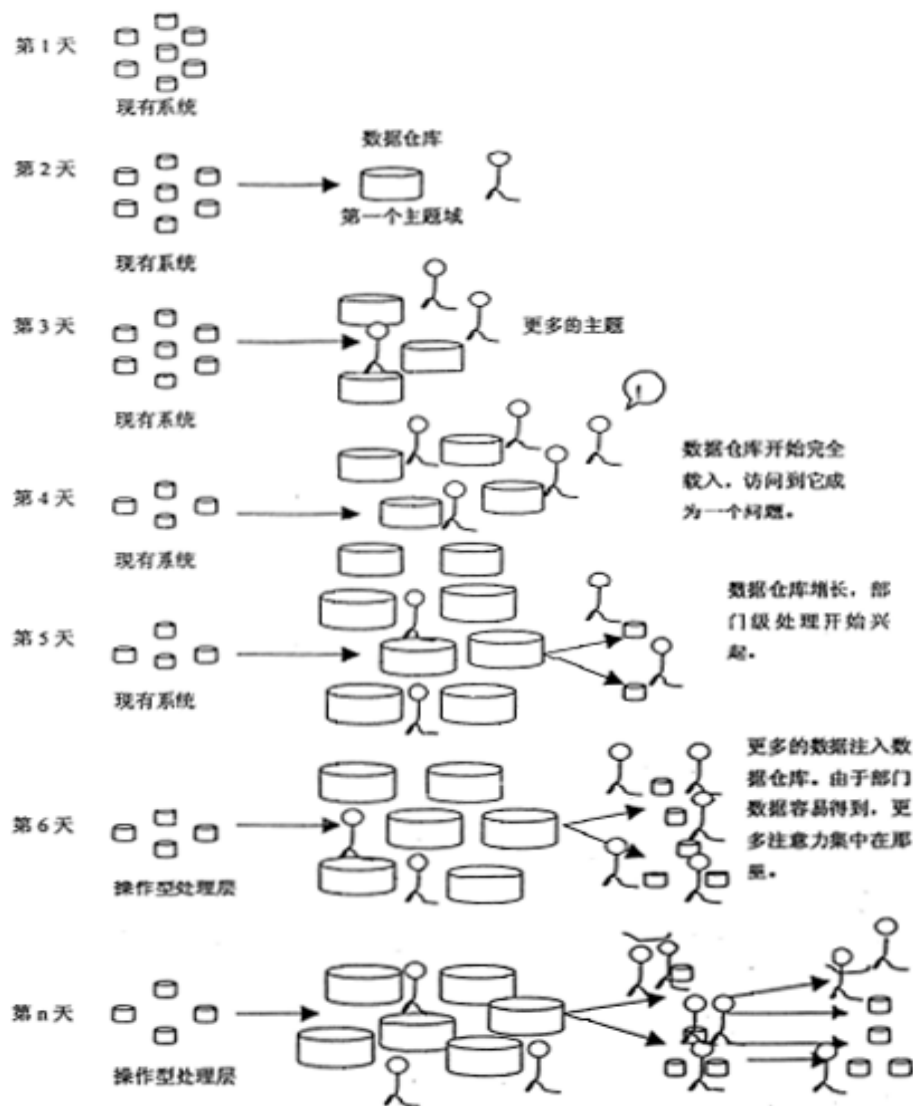 第1天
现有系统
数据仓库
第2天
第一个主题域
现有系统
第3天
更多的主题
现有系统
数据仓库开始完全
载入，访问到它成
为一个问题。
第4天
现有系统
数据仓库增长，部
门级处理开始兴
起。
第5天
现有系统
更多的数据注入数
据仓库。由于部门
数据容易得到，更
多注意力集中在那
里。
第6天
操作型处理层
第n天
操作型处理层